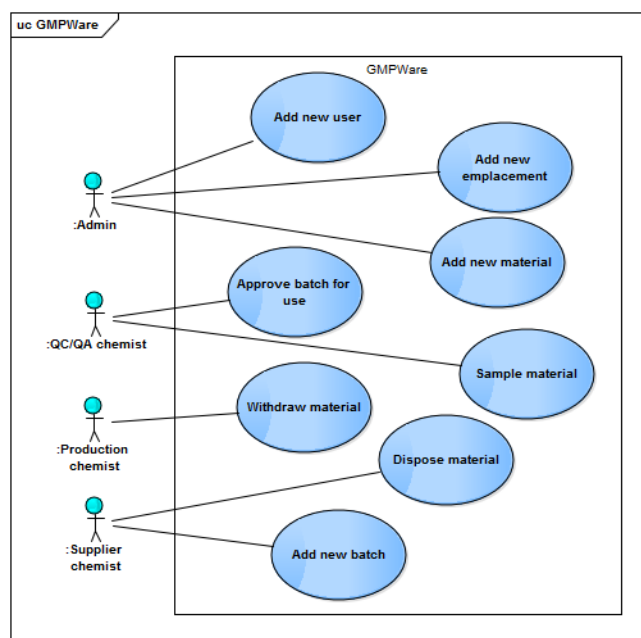 uc GMPWare
GMPWare
Add new user
Add new
emplacement
:Admin
Add new material
Approve batch for
use
:QC/QA chemist
Sample material
Withdraw material
:Production
chemist
Dispose material
:Supplier
chemist
Add new batch